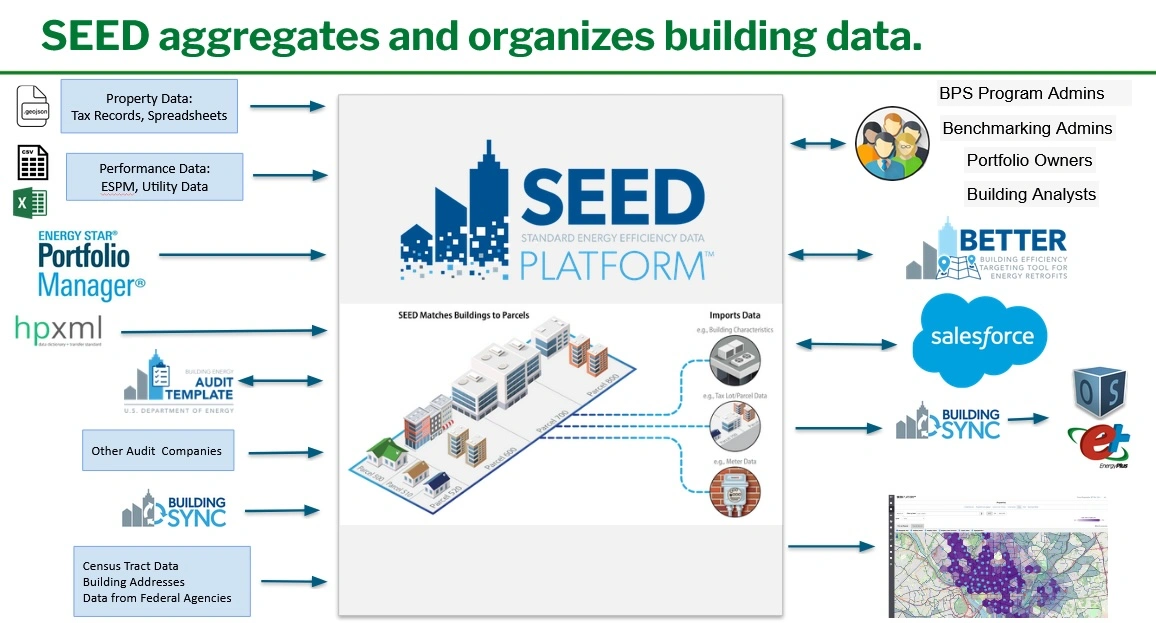 SEED aggregates and organizes building data.
.geojson
Property Data:
Tax Records, Spreadsheets
CSV
Performance Data:
ESPM, Utility Data
X
ENERGY STAR®
Portfolio
Manager®
hpxml
data dictionary + transfer standard
BUILDING ENERGY
AUDIT
TEMPLATE
U.S. DEPARTMENT OF ENERGY
Other Audit Companies
BUILDING
SYNC
Census Tract Data
Building Addresses
Data from Federal Agencies
SEED
STANDARD ENERGY EFFICIENCY DATA
PLATFORM™
SEED Matches Buildings to Parcels
Imports Data
e.g., Building Characteristics
e.g., Tax Lot/Parcel Data
e.g., Meter Data
Parcel 500
Parcel 510
Parcel 520
Parcel 600
Parcel 700
Parcel 800
BPS Program Admins
Benchmarking Admins
Portfolio Owners
Building Analysts
BETTER
BUILDING EFFICIENCY
TARGETING TOOL FOR
ENERGY RETROFITS
salesforce
BUILDING
SYNC
OS
e+
EnergyPlus